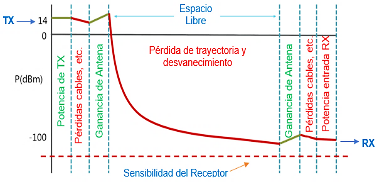 Espacio
Libre
TX
14
0
Pérdida de trayectoria y
desvanecimiento
P(dBm)
Potencia de TX
Pérdidas cables, etc.
Ganancia de Antena
Ganancia de Antena
Pérdidas cables, etc.
Potencia entrada RX
-100
RX
Sensibilidad del Receptor